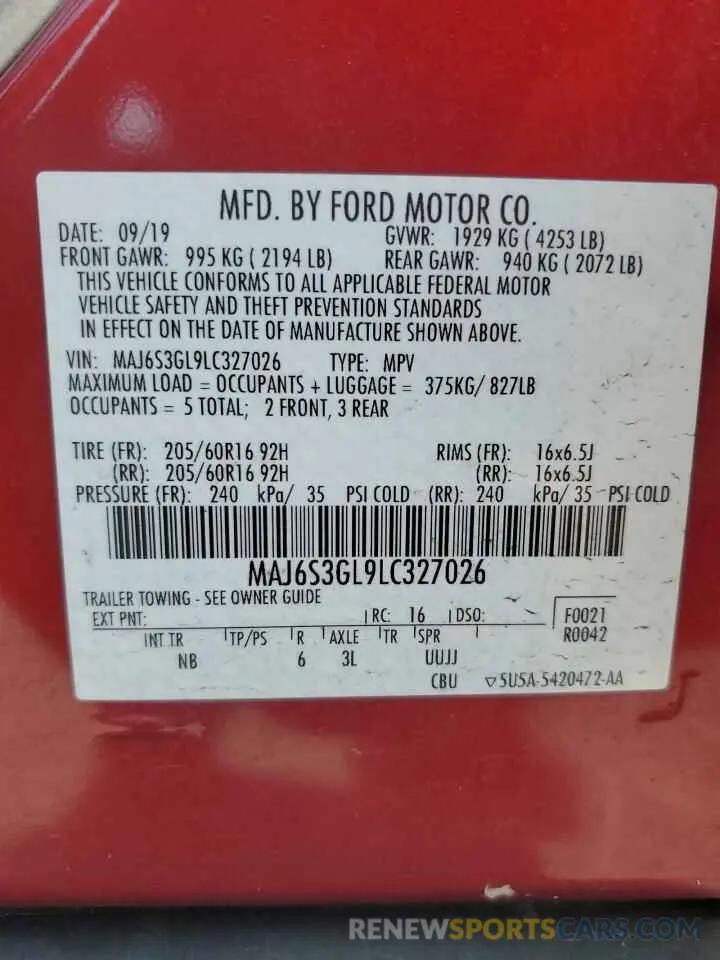 MFD. BY FORD MOTOR CO.
DATE: 09/19 GVWR: 1929 KG ( 4253 LB)
FRONT GAWR: 995 KG ( 2194 LB) REAR GAWR: 940 KG ( 2072 LB)
THIS VEHICLE CONFORMS TO ALL APPLICABLE FEDERAL MOTOR
VEHICLE SAFETY AND THEFT PREVENTION STANDARDS
IN EFFECT ON THE DATE OF MANUFACTURE SHOWN ABOVE.
VIN: MAJ6S3GL9LC327026 TYPE: MPV
MAXIMUM LOAD = OCCUPANTS + LUGGAGE = 375KG/ 827LB
OCCUPANTS = 5 TOTAL; 2 FRONT, 3 REAR
TIRE (FR): 205/60R16 92H RIMS (FR): 16x6.5J
(RR): 205/60R16 92H (RR): 16x6.5J
PRESSURE (FR): 240 kPa/ 35 PSI COLD (RR): 240 kPa/ 35 PSI COLD
MAJ6S3GL9LC327026
TRAILER TOWING - SEE OWNER GUIDE
EXT PNT: RC: 16 DSO: F0021
INT TR TP/PS R AXLE TR SPR R0042
NB 6 3L UUJJ
CBU ▽5U5A-5420472-AA
RENEWSPORTSCARS.COM